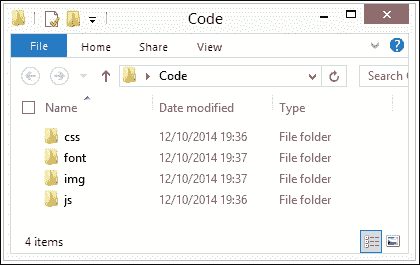 Code
File Home Share View
Code Search
Name Date modified Type
css 12/10/2014 19:36 File folder
font 12/10/2014 19:37 File folder
img 12/10/2014 19:37 File folder
js 12/10/2014 19:36 File folder
4 items